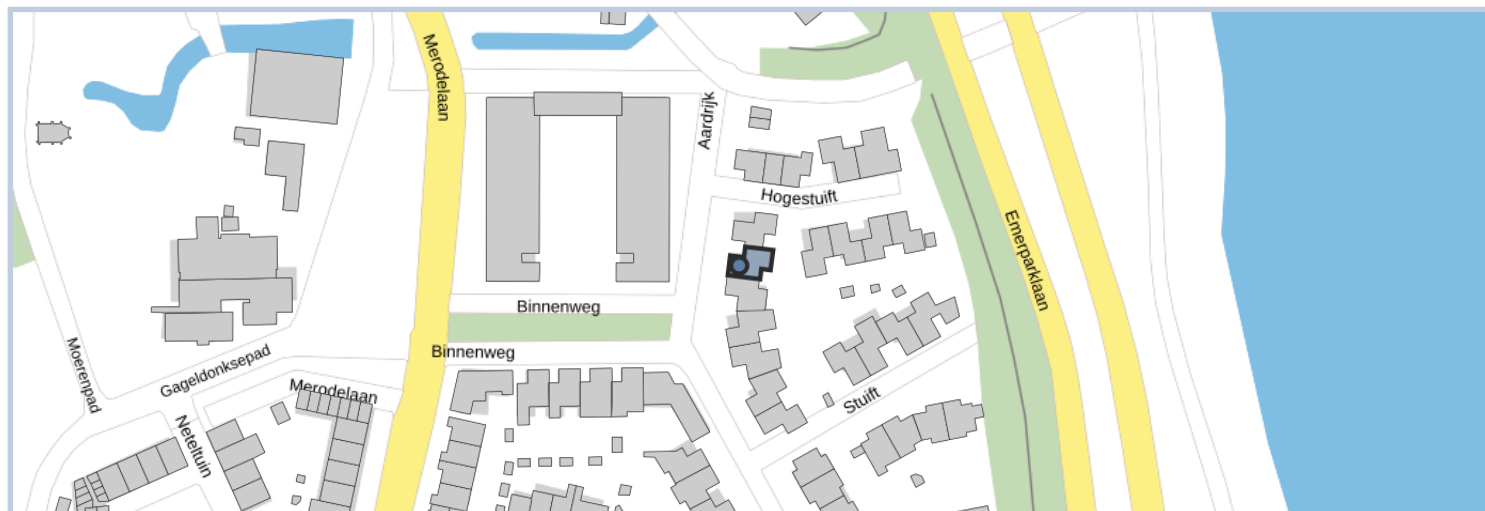 Merodelaan
Aardrijk
Hogestuift
Emerparklaan
Binnenweg
Binnenweg
Moerenpad
Gageldonksepad
Merodelaan
Stuift
Neteltuin